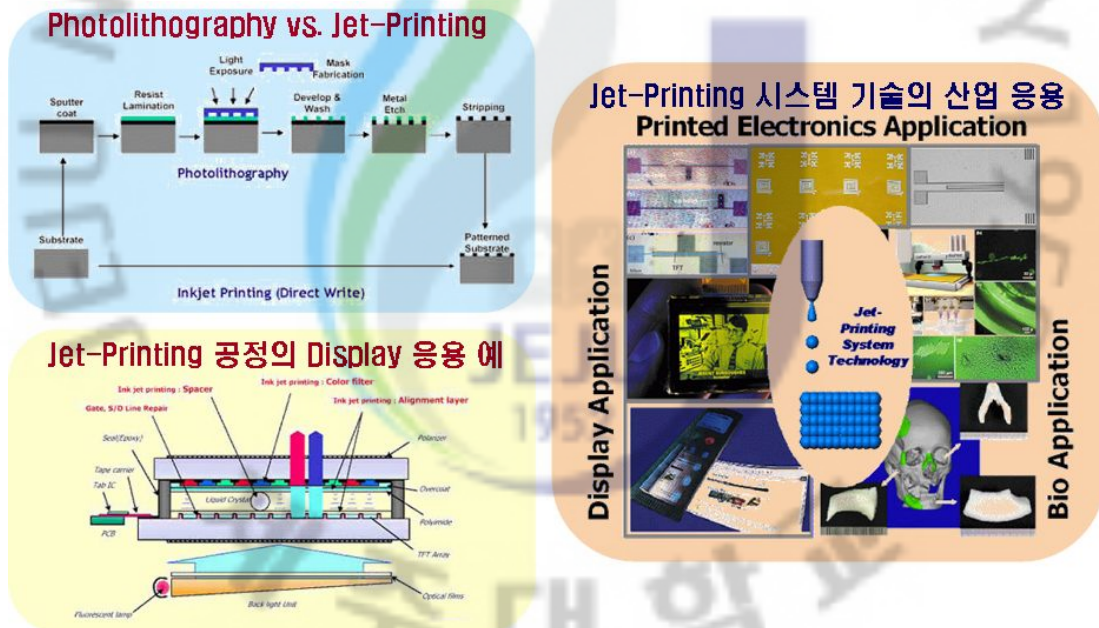 Photolithography vs. Jet-Printing
Light
Exposure
Mask
Fabrication
Sputter
coat
Resist
Lamination
Develop &
Wash
Metal
Etch
Stripping
Photolithography
Substrate
Patterned
Substrate
Inkjet Printing (Direct Write)
Jet-Printing 공정의 Display 응용 예
Ink jet printing : Spacer
Ink jet printing : Color filter
Ink jet printing : Alignment layer
Gate, S/D Line Repair
Seal(Epoxy)
Tape carrier
Tab IC
PCB
Liquid Crystal
Polarizer
Overcoat
Polyimide
TFT Array
Optical films
Back light Unit
Fluorescent lamp
Jet-Printing 시스템 기술의 산업 응용
Printed Electronics Application
Display Application
TFT
resistor
Jet-
Printing
System
Technology
Bio Application
JEJU
1952